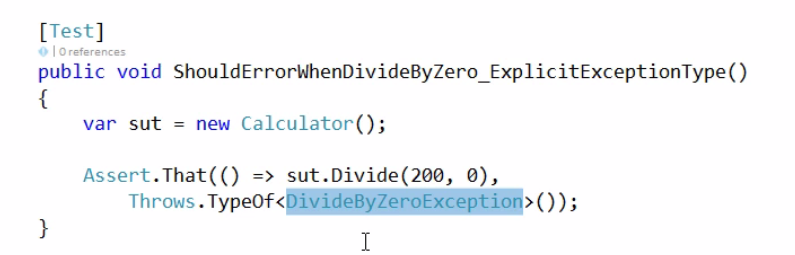 [Test]
| 0 references
public void ShouldErrorWhenDivideByZero_ExplicitExceptionType()
{
var sut = new Calculator();
Assert.That(() => sut.Divide(200, 0),
Throws.TypeOf<DivideByZeroException>());
}